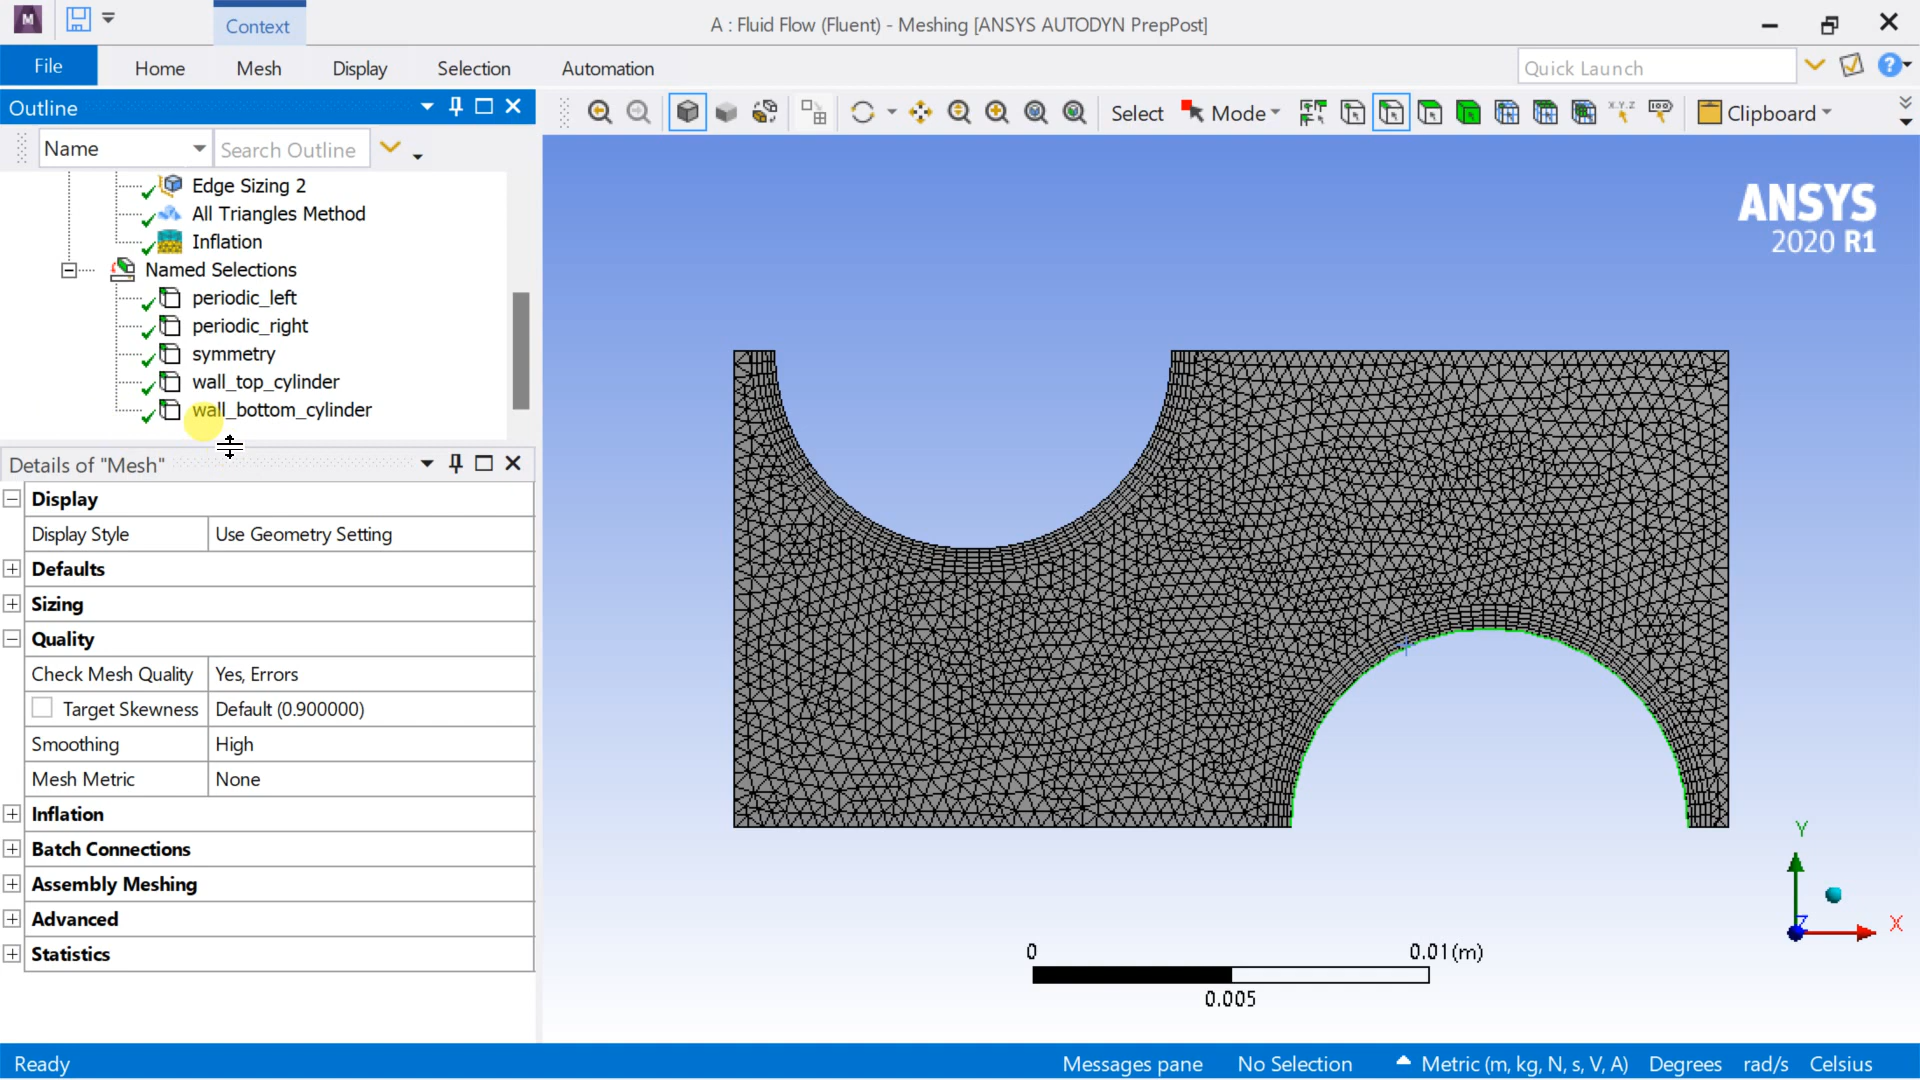 M
Context
A : Fluid Flow (Fluent) - Meshing [ANSYS AUTODYN PrepPost]
File
Home
Mesh
Display
Selection
Automation
Quick Launch
?
Outline
Select
Mode
X.Y.Z
Clipboard
Name
Search Outline
Edge Sizing 2
All Triangles Method
Inflation
Named Selections
periodic_left
periodic_right
symmetry
wall_top_cylinder
wall_bottom_cylinder
ANSYS
2020 R1
Details of "Mesh"
Display
Display Style
Use Geometry Setting
Defaults
Sizing
Quality
Check Mesh Quality
Yes, Errors
Target Skewness
Default (0.900000)
Smoothing
High
Mesh Metric
None
Inflation
Batch Connections
Assembly Meshing
Advanced
Statistics
Y
Z
X
0
0.01 (m)
0.005
Ready
Messages pane
No Selection
Metric (m, kg, N, s, V, A)
Degrees
rad/s
Celsius